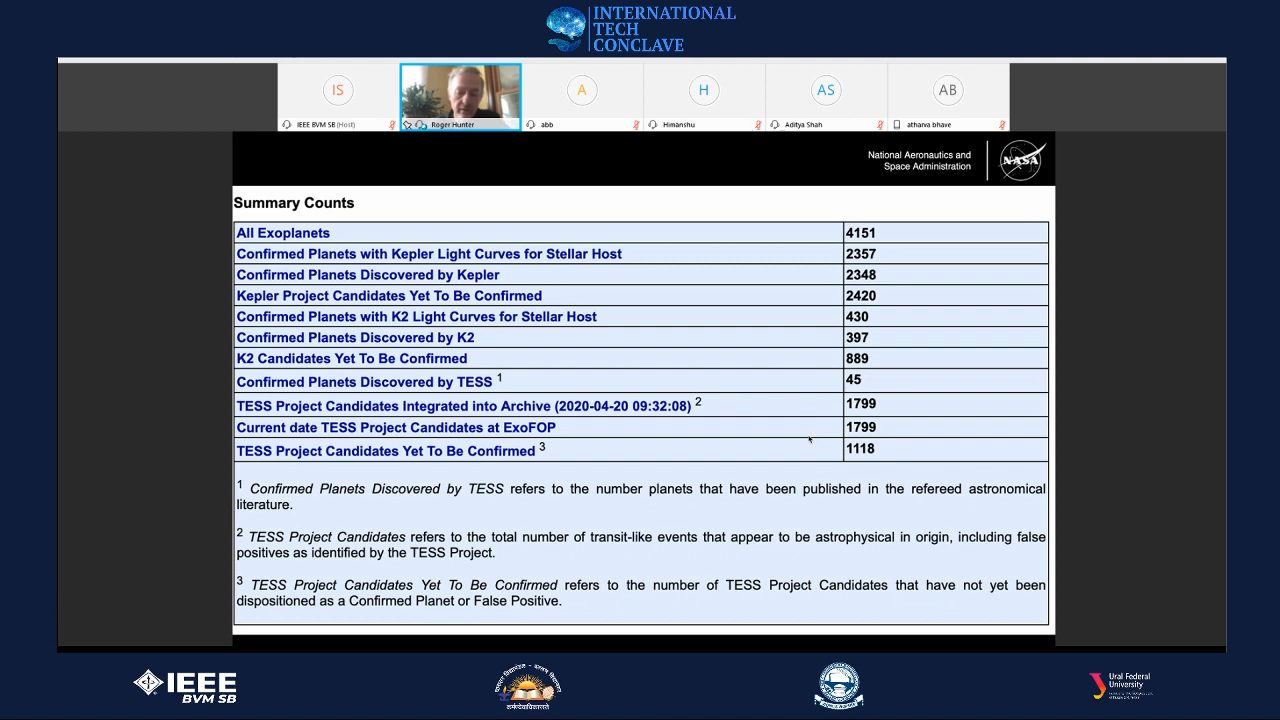 INTERNATIONAL
TECH
CONCLAVE
IS
A
H
AS
AB
IEEE BVM SB (Host)
Roger Hunter
abb
Himanshu
Aditya Shah
atharva bhave
National Aeronautics and
Space Administration
NASA
Summary Counts
All Exoplanets 4151
Confirmed Planets with Kepler Light Curves for Stellar Host 2357
Confirmed Planets Discovered by Kepler 2348
Kepler Project Candidates Yet To Be Confirmed 2420
Confirmed Planets with K2 Light Curves for Stellar Host 430
Confirmed Planets Discovered by K2 397
K2 Candidates Yet To Be Confirmed 889
Confirmed Planets Discovered by TESS 1 45
TESS Project Candidates Integrated into Archive (2020-04-20 09:32:08) 2 1799
Current date TESS Project Candidates at ExoFOP 1799
TESS Project Candidates Yet To Be Confirmed 3 1118
1 Confirmed Planets Discovered by TESS refers to the number planets that have been published in the refereed astronomical
literature.
2 TESS Project Candidates refers to the total number of transit-like events that appear to be astrophysical in origin, including false
positives as identified by the TESS Project.
3 TESS Project Candidates Yet To Be Confirmed refers to the number of TESS Project Candidates that have not yet been
dispositioned as a Confirmed Planet or False Positive.
IEEE
BVM SB
Ural Federal
University